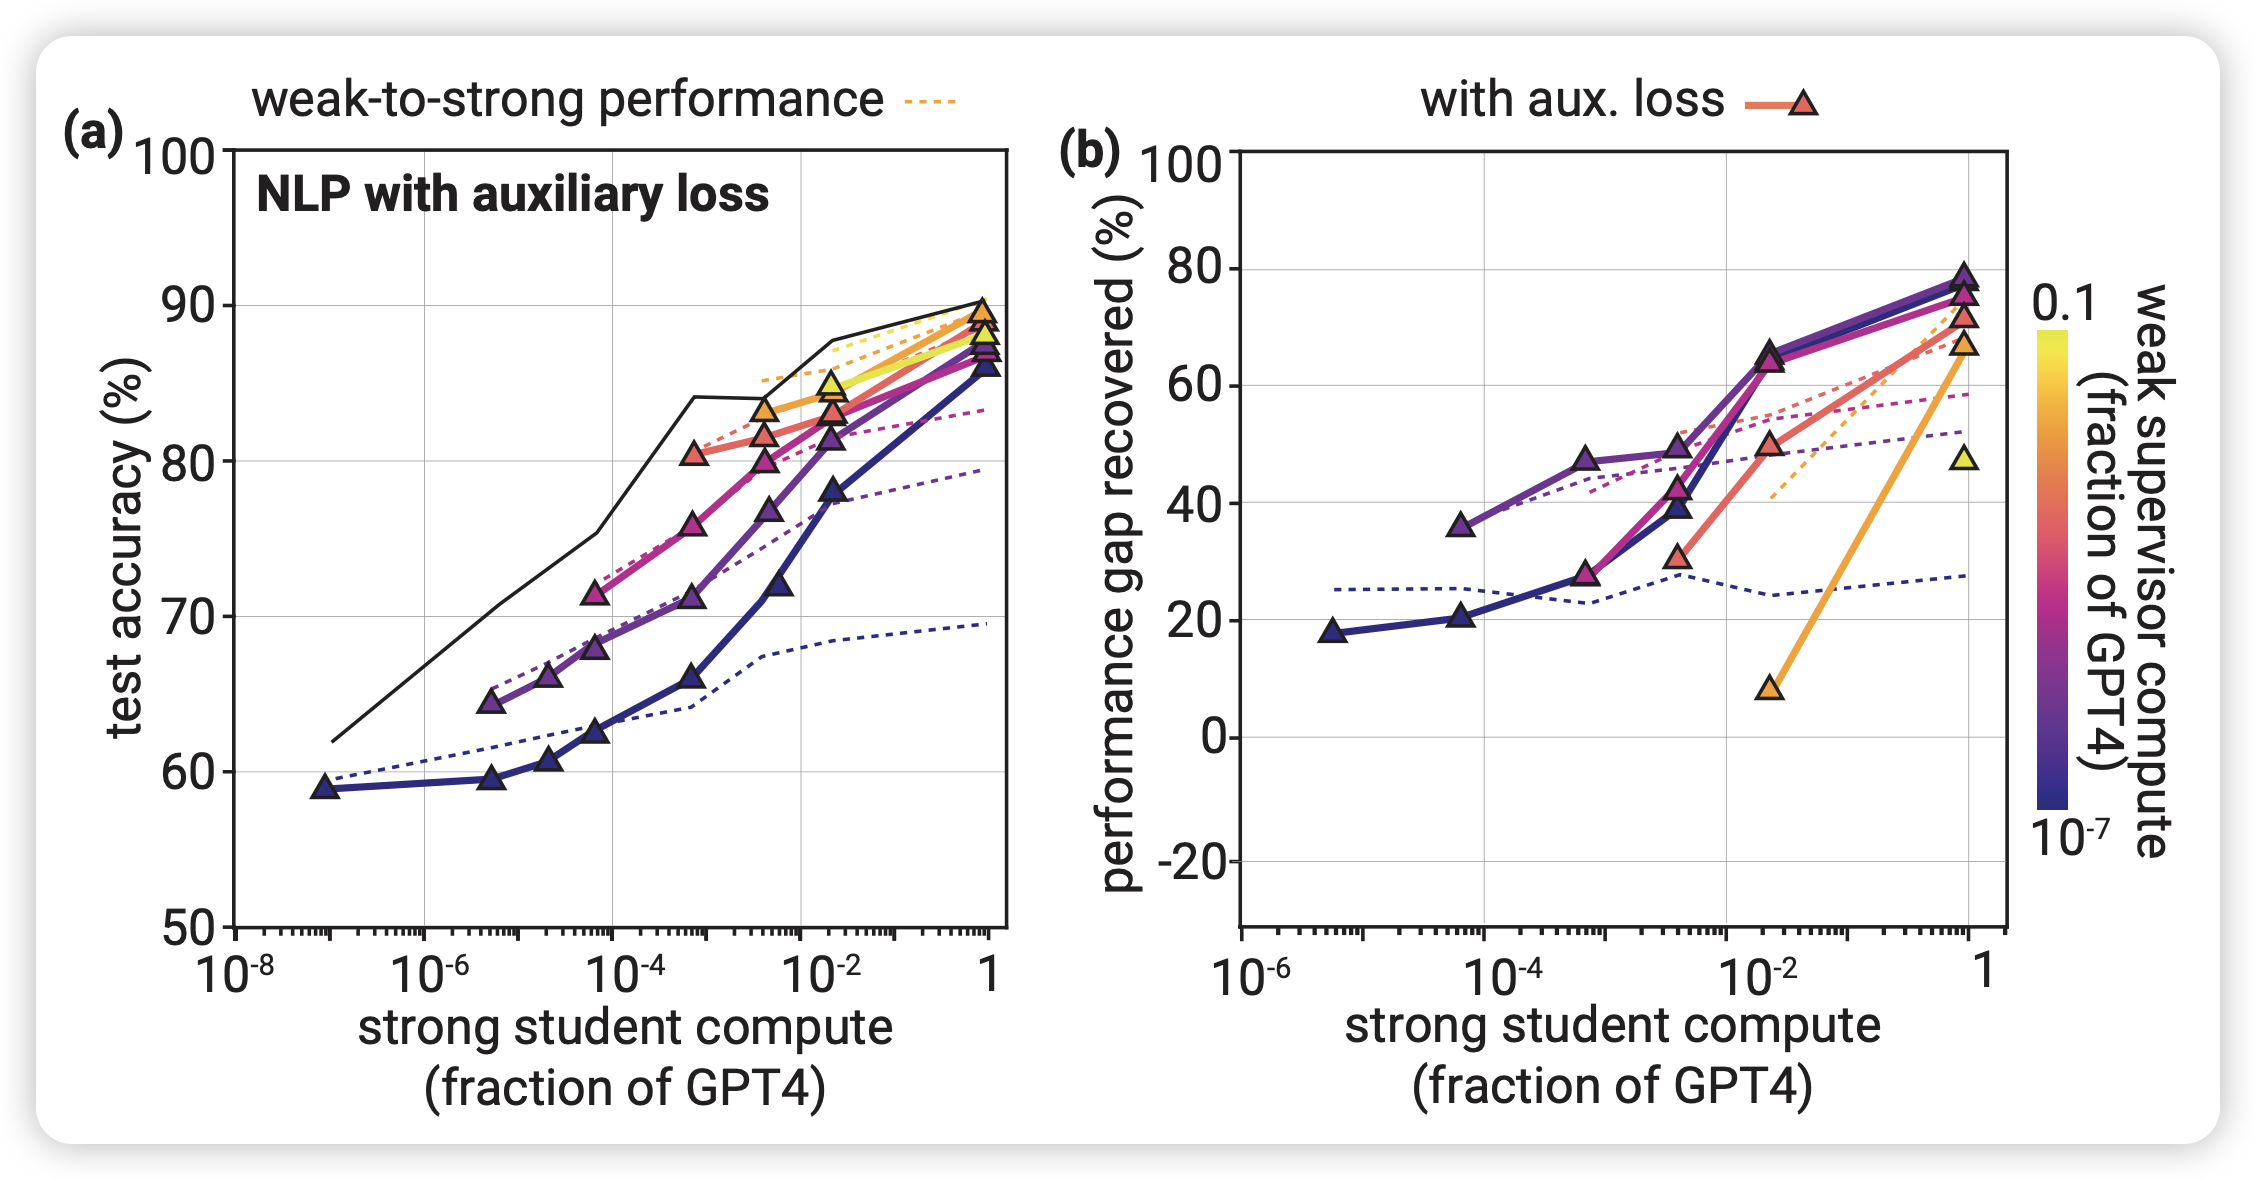 weak-to-strong performance
with aux. loss
(a)
NLP with auxiliary loss
100
90
80
70
60
50
test accuracy (%)
10-8
10-6
10-4
10-2
1
strong student compute
(fraction of GPT4)
(b)
100
80
60
40
20
0
-20
performance gap recovered (%)
10-6
10-4
10-2
1
strong student compute
(fraction of GPT4)
0.1
10-7
weak supervisor compute
(fraction of GPT4)